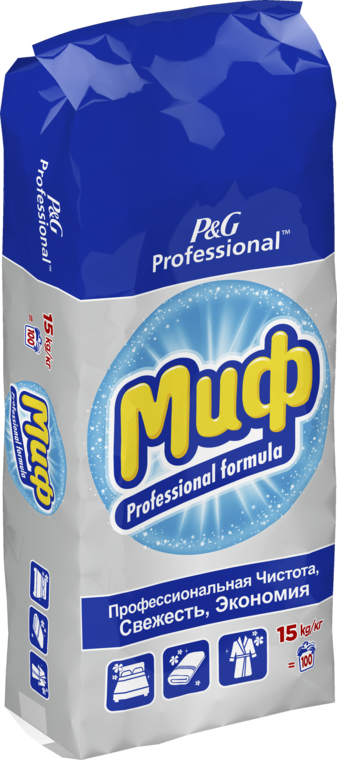 P&G
Professional™
Миф
Professional formula
Профессиональная Чистота,
Свежесть, Экономия
15 kg/кг
= 100
P&G
Professional™
15 kg/кг
= 100
Миф
Professional formula